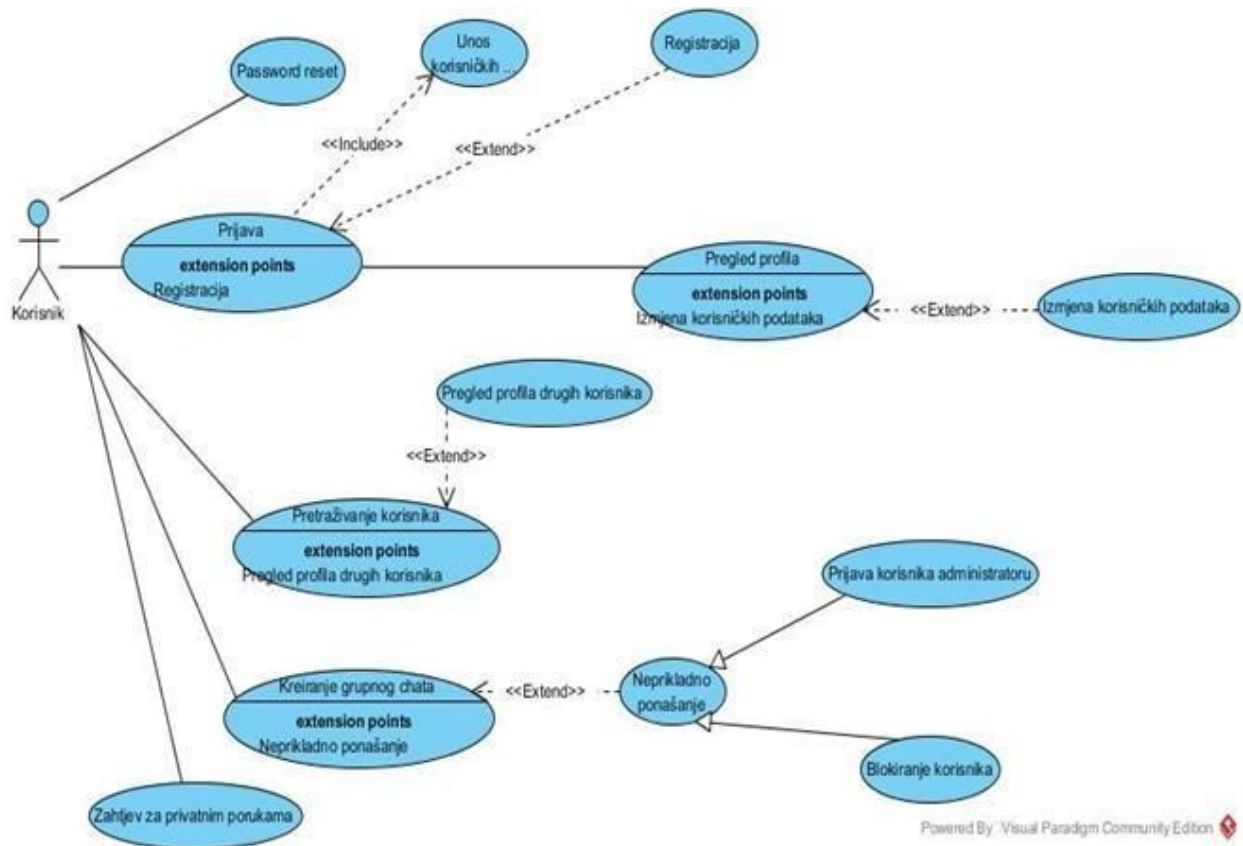 Password reset
Unos
korisničkih ...
Registracija
<<Include>>
<<Extend>>
Prijava
extension points
Registracija
Korisnik
Pregled profila
extension points
Izmjena korisničkih podataka
<<Extend>>
Izmjena korisničkih podataka
Pregled profila drugih korisnika
<<Extend>>
Pretraživanje korisnika
extension points
Pregled profila drugih korisnika
Prijava korisnika administratoru
Kreiranje grupnog chata
extension points
Neprikladno ponašanje
<<Extend>>
Neprikladno
ponašanje
Blokiranje korisnika
Zahtjev za privatnim porukama
Powered By Visual Paradigm Community Edition